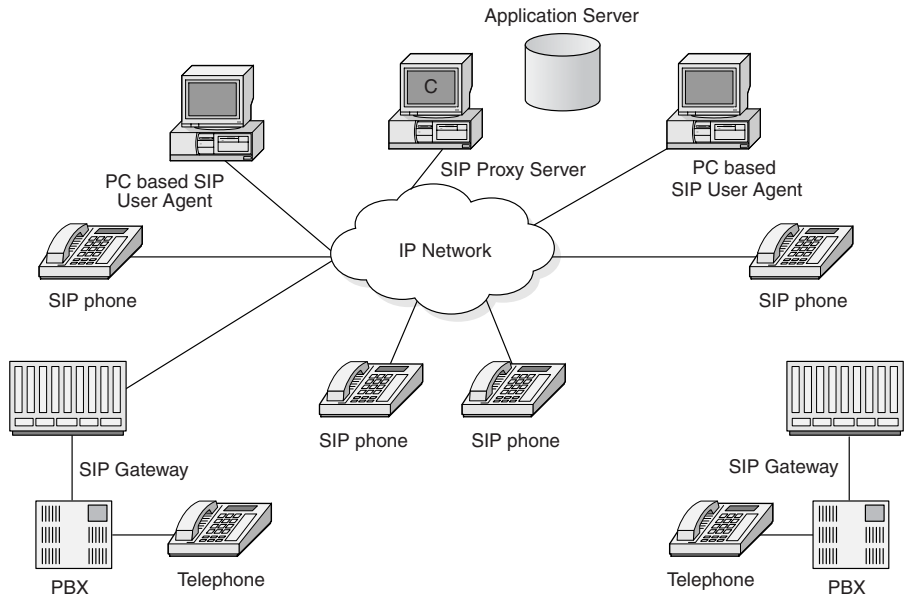 Application Server
C
SIP Proxy Server
PC based SIP
User Agent
PC based
SIP User Agent
IP Network
SIP phone
SIP phone
SIP phone
SIP phone
SIP Gateway
SIP Gateway
Telephone
Telephone
PBX
PBX